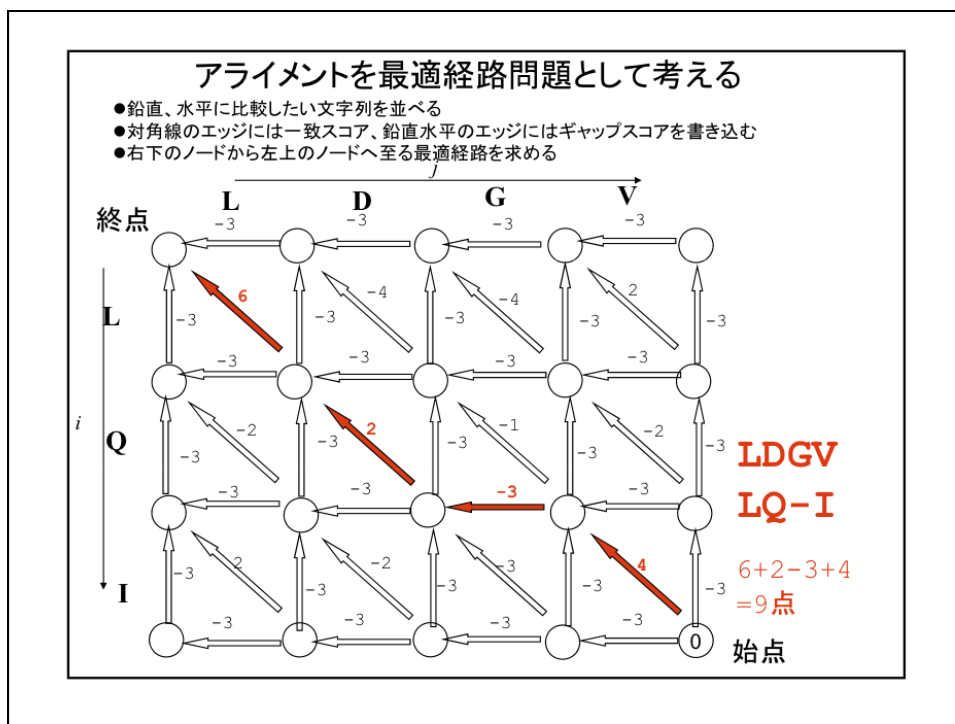 アライメントを最適経路問題として考える
●鉛直、水平に比較したい文字列を並べる
●対角線のエッジには一致スコア、鉛直水平のエッジにはギャップスコアを書き込む
●右下のノードから左上のノードへ至る最適経路を求める
j
L D G V
終点 -3 -3 -3 -3
6 -4 -4 2
L -3 -3 -3 -3 -3
-3 -3 -3 -3
i Q -2 2 -1 -2
-3 -3 -3 -3 -3
LDGV
-3 -3 -3 -3
LQ-I
2 -2 -3 4
I -3 -3 -3 -3 -3
6+2-3+4
=9点
-3 -3 -3 -3
0 始点